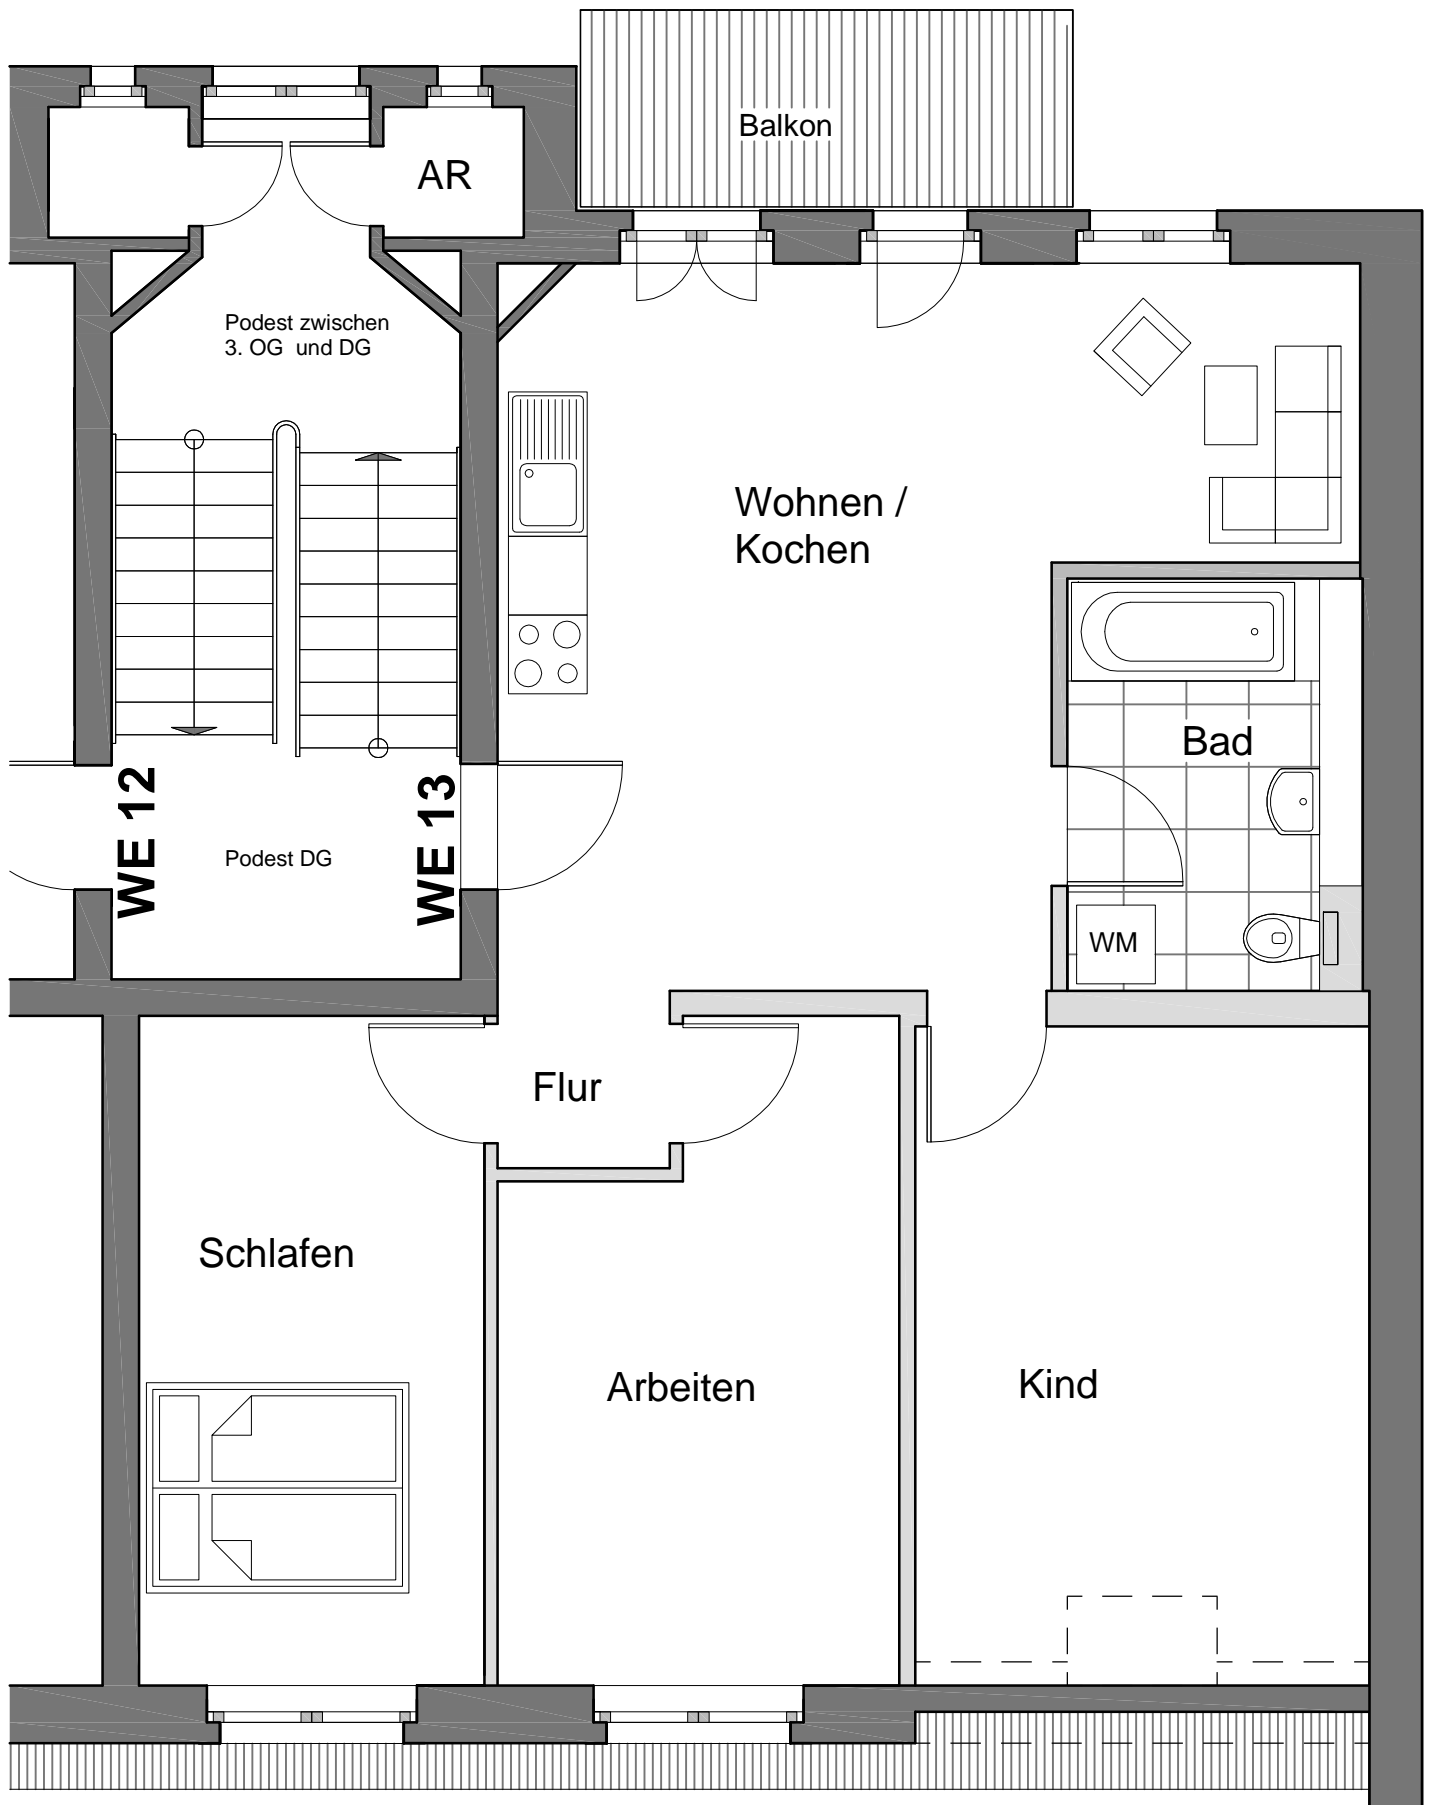 Balkon
AR
Podest zwischen
3. OG und DG
Wohnen /
Kochen
Bad
WE 12
WE 13
Podest DG
WM
Flur
Schlafen
Arbeiten
Kind